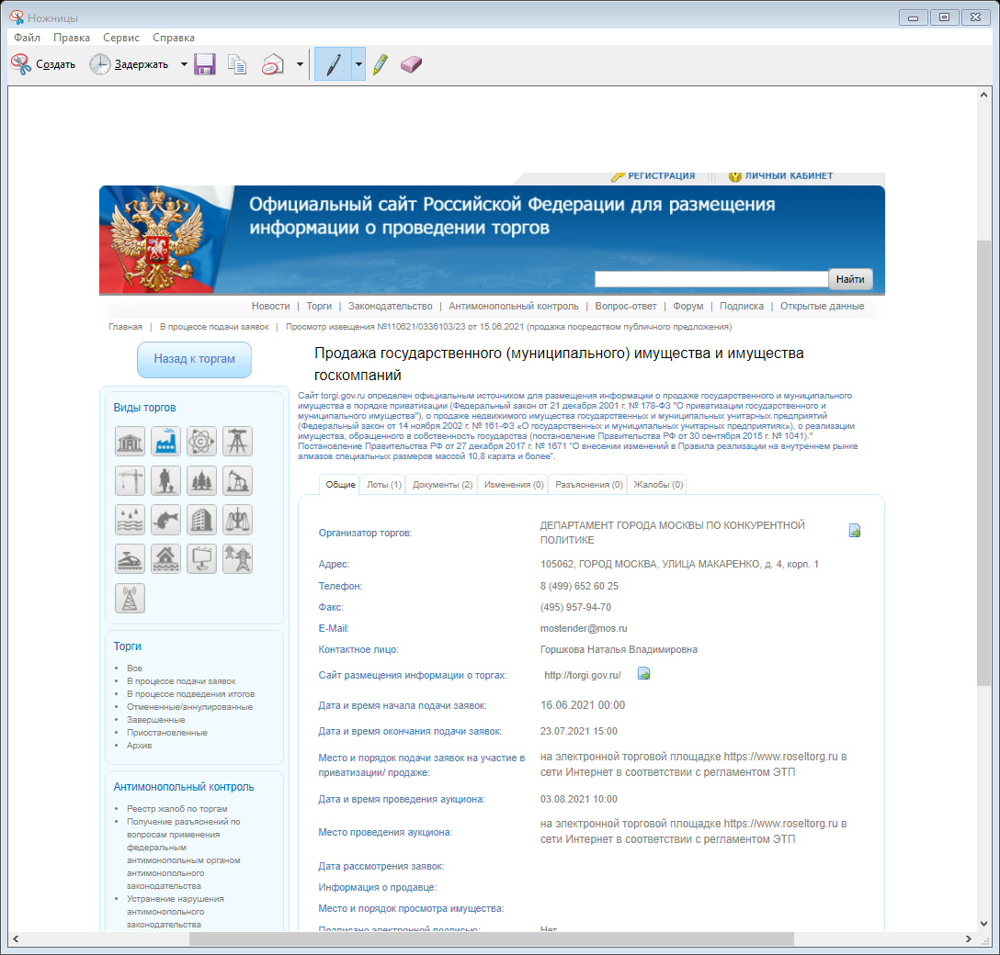 Ножницы
Файл Правка Сервис Справка
Создать Задержать
РЕГИСТРАЦИЯ ЛИЧНЫЙ КАБИНЕТ
Официальный сайт Российской Федерации для размещения
информации о проведении торгов
Найти
Новости | Торги | Законодательство | Антимонопольный контроль | Вопрос-ответ | Форум | Подписка | Открытые данные
Главная | В процессе подачи заявок | Просмотр извещения №110621/0336103/23 от 15.06.2021 (продажа посредством публичного предложения)
Назад к торгам
Виды торгов
Торги
• Все
• В процессе подачи заявок
• В процессе подведения итогов
• Отмененные/аннулированные
• Завершенные
• Приостановленные
• Архив
Антимонопольный контроль
• Реестр жалоб по торгам
• Получение разъяснений по
вопросам применения
федеральным
антимонопольным органом
антимонопольного
законодательства
• Устранение нарушения
антимонопольного
законодательства
Продажа государственного (муниципального) имущества и имущества
госкомпаний
Сайт torgi.gov.ru определен официальным источником для размещения информации о продаже государственного и муниципального
имущества в порядке приватизации (Федеральный закон от 21 декабря 2001 г. № 178-ФЗ "О приватизации государственного и
муниципального имущества"), о продаже недвижимого имущества государственных и муниципальных унитарных предприятий
(Федеральный закон от 14 ноября 2002 г. № 161-ФЗ «О государственных и муниципальных унитарных предприятиях»), о реализации
имущества, обращенного в собственность государства (постановление Правительства РФ от 30 сентября 2015 г. № 1041)."
Постановление Правительства РФ от 27 декабря 2017 г. № 1671 "О внесении изменений в Правила реализации на внутреннем рынке
алмазов специальных размеров массой 10,8 карата и более".
Общие Лоты (1) Документы (2) Изменения (0) Разъяснения (0) Жалобы (0)
Организатор торгов: ДЕПАРТАМЕНТ ГОРОДА МОСКВЫ ПО КОНКУРЕНТНОЙ
ПОЛИТИКЕ
Адрес: 105062, ГОРОД МОСКВА, УЛИЦА МАКАРЕНКО, д. 4, корп. 1
Телефон: 8 (499) 652 60 25
Факс: (495) 957-94-70
E-Mail: mostender@mos.ru
Контактное лицо: Горшкова Наталья Владимировна
Сайт размещения информации о торгах: http://torgi.gov.ru/
Дата и время начала подачи заявок: 16.06.2021 00:00
Дата и время окончания подачи заявок: 23.07.2021 15:00
Место и порядок подачи заявок на участие в на электронной торговой площадке https://www.roseltorg.ru в
приватизации/ продаже: сети Интернет в соответствии с регламентом ЭТП
Дата и время проведения аукциона: 03.08.2021 10:00
Место проведения аукциона: на электронной торговой площадке https://www.roseltorg.ru в
сети Интернет в соответствии с регламентом ЭТП
Дата рассмотрения заявок:
Информация о продавце:
Место и порядок просмотра имущества:
Подписано электронной подписью: Нет